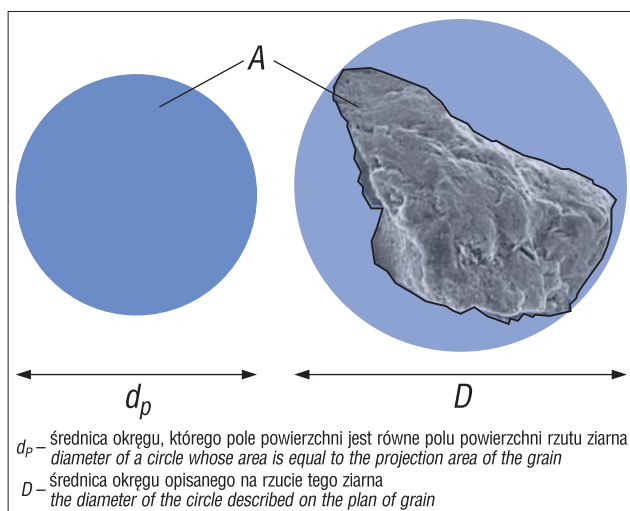 A
d_p
D
d_P – średnica okręgu, którego pole powierzchni jest równe polu powierzchni rzutu ziarna
diameter of a circle whose area is equal to the projection area of the grain
D – średnica okręgu opisanego na rzucie tego ziarna
the diameter of the circle described on the plan of grain